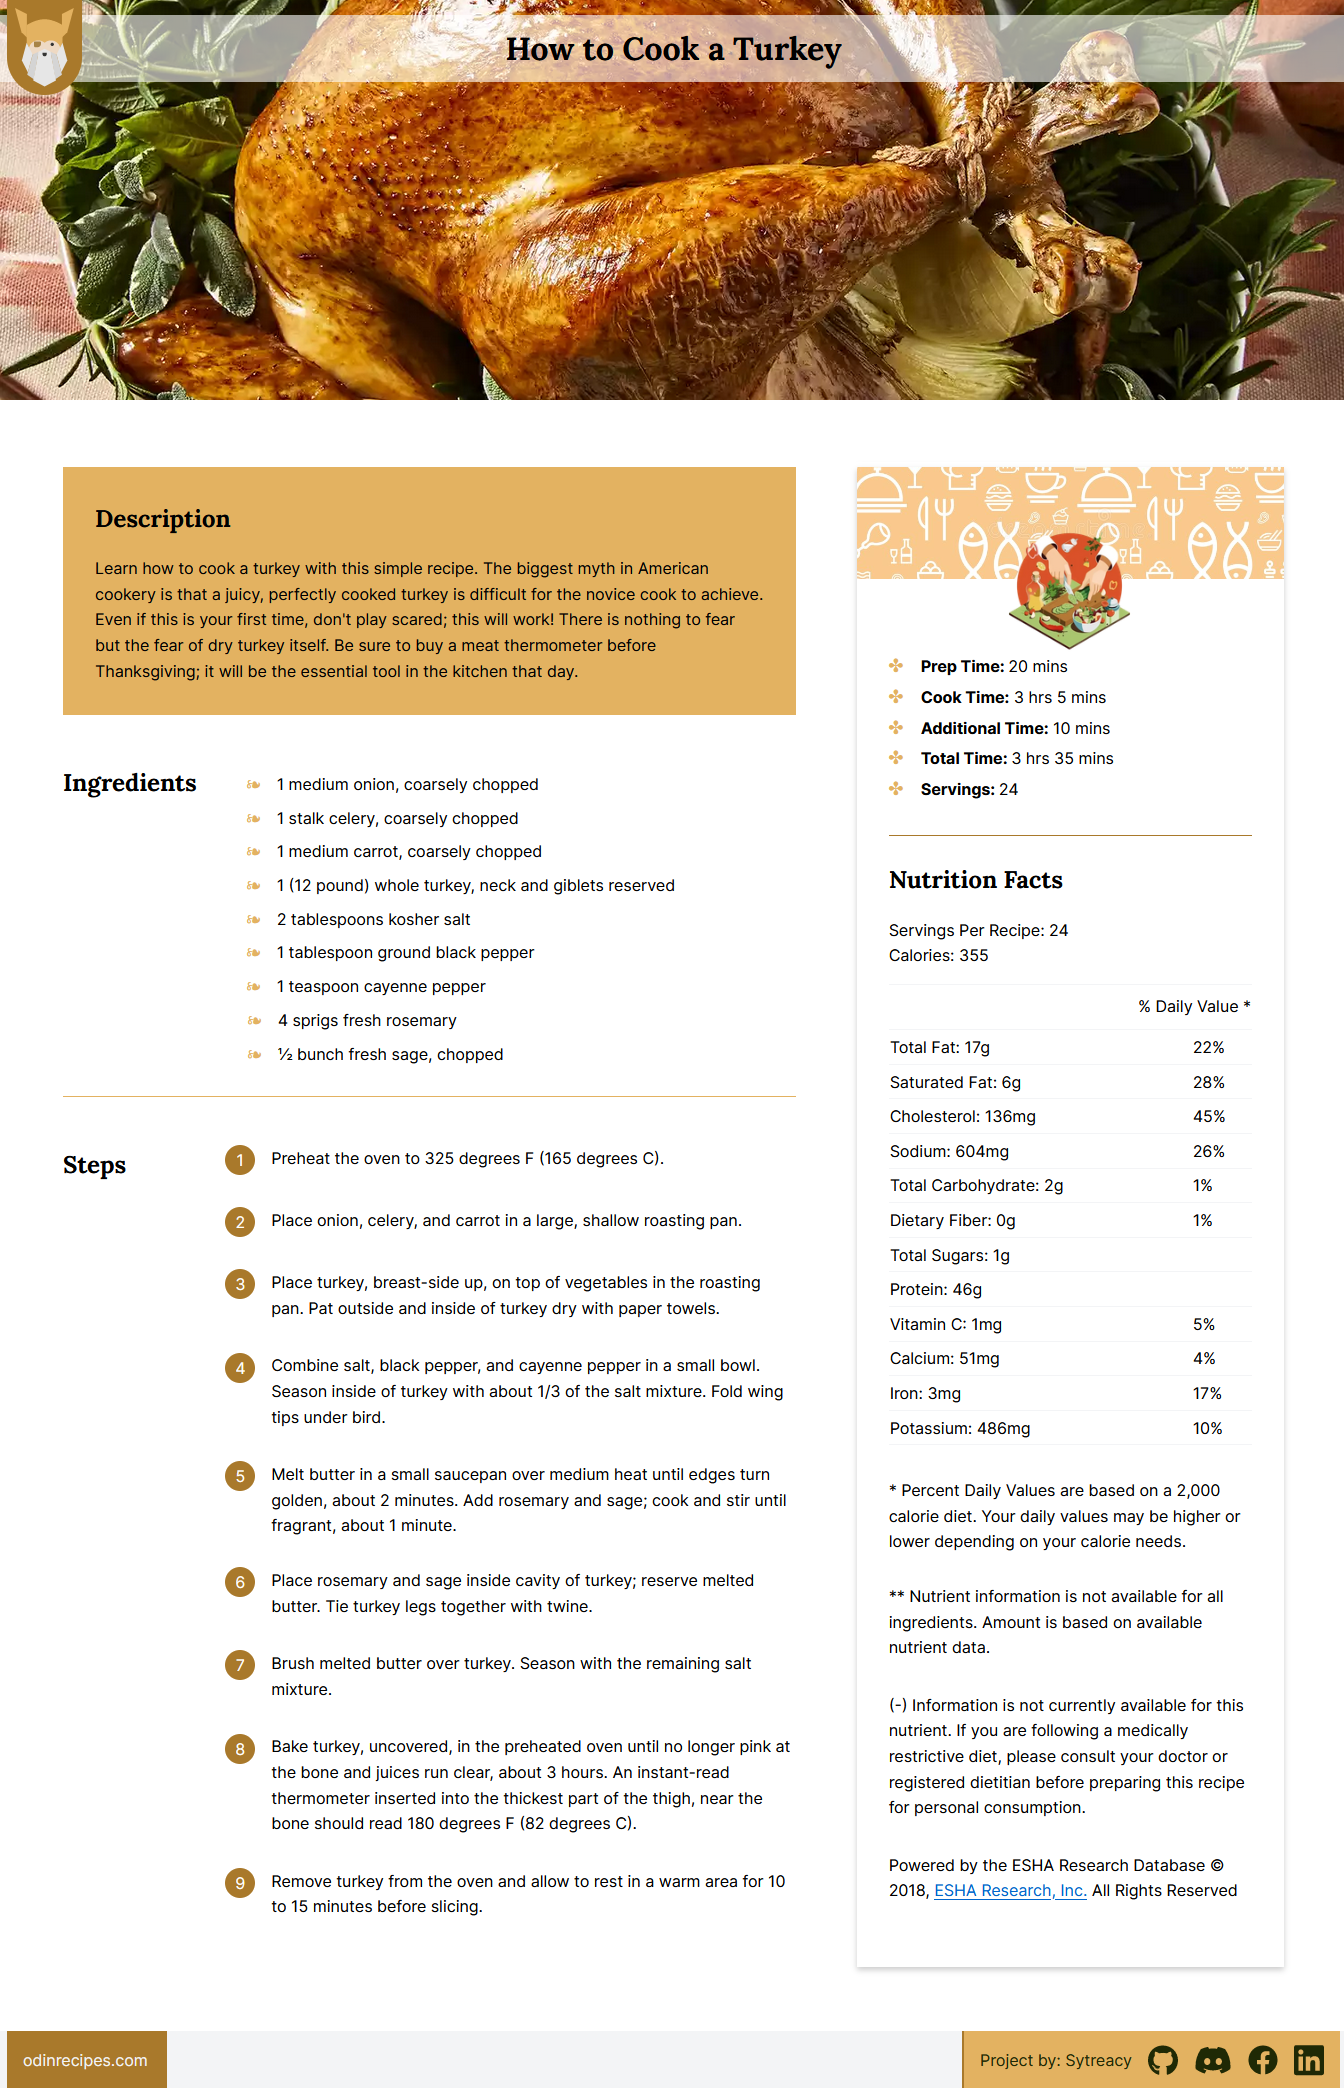 How to Cook a Turkey
Description
Learn how to cook a turkey with this simple recipe. The biggest myth in American
cookery is that a juicy, perfectly cooked turkey is difficult for the novice cook to achieve.
Even if this is your first time, don't play scared; this will work! There is nothing to fear
but the fear of dry turkey itself. Be sure to buy a meat thermometer before
Thanksgiving; it will be the essential tool in the kitchen that day.
Ingredients
1 medium onion, coarsely chopped
1 stalk celery, coarsely chopped
1 medium carrot, coarsely chopped
1 (12 pound) whole turkey, neck and giblets reserved
2 tablespoons kosher salt
1 tablespoon ground black pepper
1 teaspoon cayenne pepper
4 sprigs fresh rosemary
½ bunch fresh sage, chopped
Steps
1 Preheat the oven to 325 degrees F (165 degrees C).
2 Place onion, celery, and carrot in a large, shallow roasting pan.
3 Place turkey, breast-side up, on top of vegetables in the roasting
pan. Pat outside and inside of turkey dry with paper towels.
4 Combine salt, black pepper, and cayenne pepper in a small bowl.
Season inside of turkey with about 1/3 of the salt mixture. Fold wing
tips under bird.
5 Melt butter in a small saucepan over medium heat until edges turn
golden, about 2 minutes. Add rosemary and sage; cook and stir until
fragrant, about 1 minute.
6 Place rosemary and sage inside cavity of turkey; reserve melted
butter. Tie turkey legs together with twine.
7 Brush melted butter over turkey. Season with the remaining salt
mixture.
8 Bake turkey, uncovered, in the preheated oven until no longer pink at
the bone and juices run clear, about 3 hours. An instant-read
thermometer inserted into the thickest part of the thigh, near the
bone should read 180 degrees F (82 degrees C).
9 Remove turkey from the oven and allow to rest in a warm area for 10
to 15 minutes before slicing.
Prep Time: 20 mins
Cook Time: 3 hrs 5 mins
Additional Time: 10 mins
Total Time: 3 hrs 35 mins
Servings: 24
Nutrition Facts
Servings Per Recipe: 24
Calories: 355
% Daily Value *
Total Fat: 17g 22%
Saturated Fat: 6g 28%
Cholesterol: 136mg 45%
Sodium: 604mg 26%
Total Carbohydrate: 2g 1%
Dietary Fiber: 0g 1%
Total Sugars: 1g
Protein: 46g
Vitamin C: 1mg 5%
Calcium: 51mg 4%
Iron: 3mg 17%
Potassium: 486mg 10%
* Percent Daily Values are based on a 2,000
calorie diet. Your daily values may be higher or
lower depending on your calorie needs.
** Nutrient information is not available for all
ingredients. Amount is based on available
nutrient data.
(-) Information is not currently available for this
nutrient. If you are following a medically
restrictive diet, please consult your doctor or
registered dietitian before preparing this recipe
for personal consumption.
Powered by the ESHA Research Database ©
2018, ESHA Research, Inc. All Rights Reserved
odinrecipes.com
Project by: Sytreacy